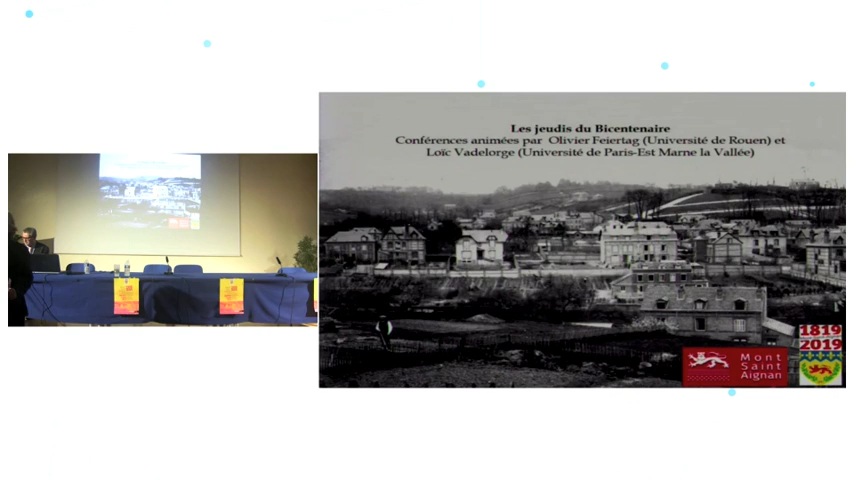 Les jeudis du Bicentenaire
Conférences animées par Olivier Feiertag (Université de Rouen) et
Loïc Vadelorge (Université de Paris-Est Marne la Vallée)
1819
2019
Mont
Saint
Aignan